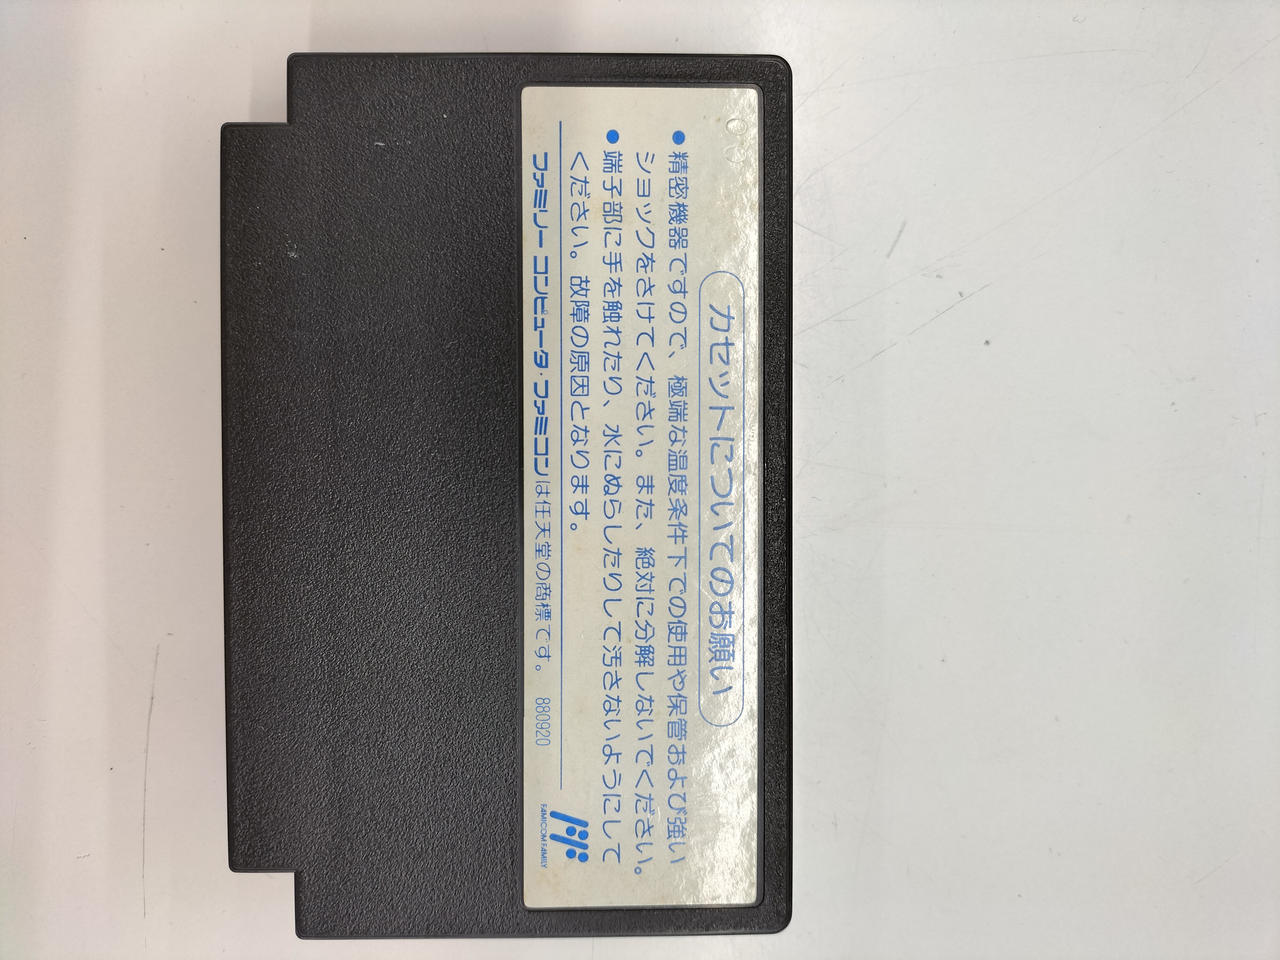 カセットについてのお願い
●精密機器ですので、極端な温度条件下での使用や保管および強い
ショックをさけてください。また、絶対に分解しないでください。
●端子部に手を触れたり、水にぬらしたりして汚さないようにして
ください。故障の原因となります。
ファミリー コンピュータ・ファミコンは任天堂の商標です。 880920
FAMICOM FAMILY